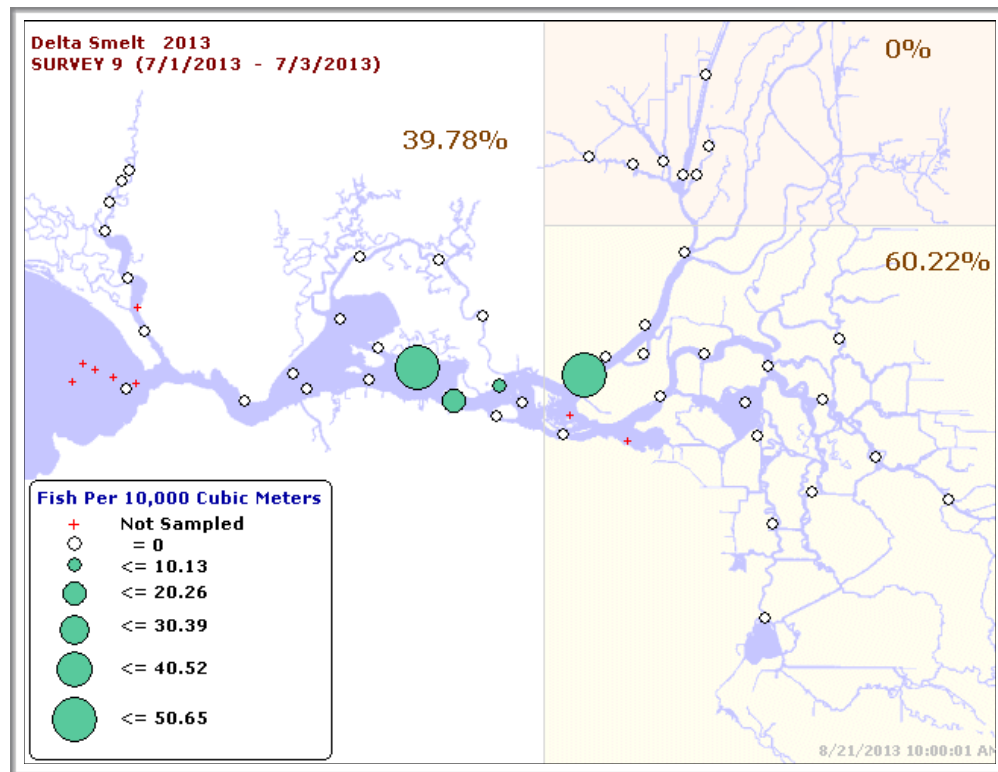 Delta Smelt 2013
SURVEY 9 (7/1/2013 - 7/3/2013)
0%
39.78%
60.22%
Fish Per 10,000 Cubic Meters
Not Sampled
= 0
<= 10.13
<= 20.26
<= 30.39
<= 40.52
<= 50.65
8/21/2013 10:00:01 AM